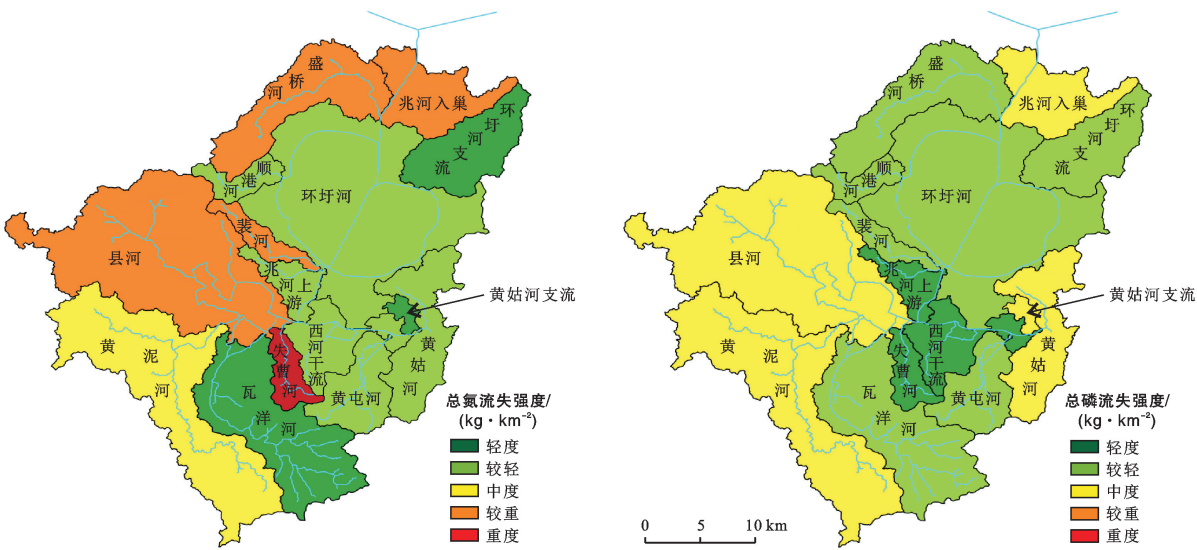 盛桥河
兆河入巢
环圩河支流
顺港河
环圩河
裴河
县河
兆河上游
黄姑河支流
西河干流
失曹河
黄泥河
瓦洋河
黄屯河
黄姑河
总氮流失强度/
(kg·km⁻²)
轻度
较轻
中度
较重
重度
盛桥河
兆河入巢
环圩河支流
顺港河
环圩河
裴河
县河
兆河上游
黄姑河支流
西河干流
失曹河
黄泥河
瓦洋河
黄屯河
黄姑河
总磷流失强度/
(kg·km⁻²)
轻度
较轻
中度
较重
重度
0 5 10 km